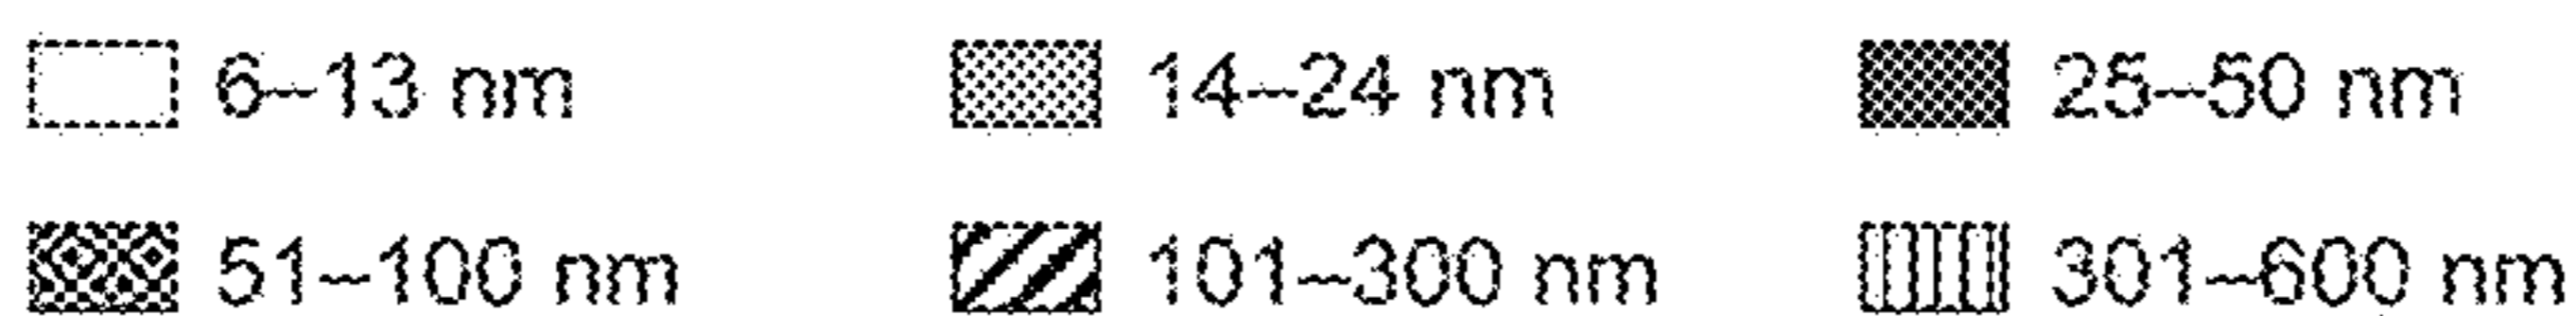 6–13 nm 14–24 nm 25–50 nm
51–100 nm 101–300 nm 301–600 nm